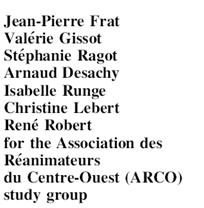 Jean-Pierre Frat
Valérie Gissot
Stéphanie Ragot
Arnaud Desachy
Isabelle Runge
Christine Lebert
René Robert
for the Association des
Réanimateurs
du Centre-Ouest (ARCO)
study group